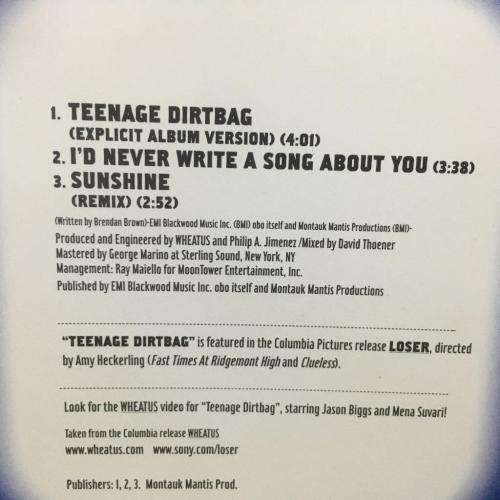 1. TEENAGE DIRTBAG
(EXPLICIT ALBUM VERSION) (4:01)
2. I'D NEVER WRITE A SONG ABOUT YOU (3:38)
3. SUNSHINE
(REMIX) (2:52)
(Written by Brendan Brown)-EMI Blackwood Music Inc. (BMI) obo itself and Montauk Mantis Productions (BMI)-
Produced and Engineered by WHEATUS and Philip A. Jimenez /Mixed by David Thoener
Mastered by George Marino at Sterling Sound, New York, NY
Management: Ray Maiello for MoonTower Entertainment, Inc.
Published by EMI Blackwood Music Inc. obo itself and Montauk Mantis Productions
"TEENAGE DIRTBAG" is featured in the Columbia Pictures release LOSER, directed
by Amy Heckerling (Fast Times At Ridgemont High and Clueless).
Look for the WHEATUS video for "Teenage Dirtbag", starring Jason Biggs and Mena Suvari!
Taken from the Columbia release WHEATUS
www.wheatus.com www.sony.com/loser
Publishers: 1, 2, 3. Montauk Mantis Prod.